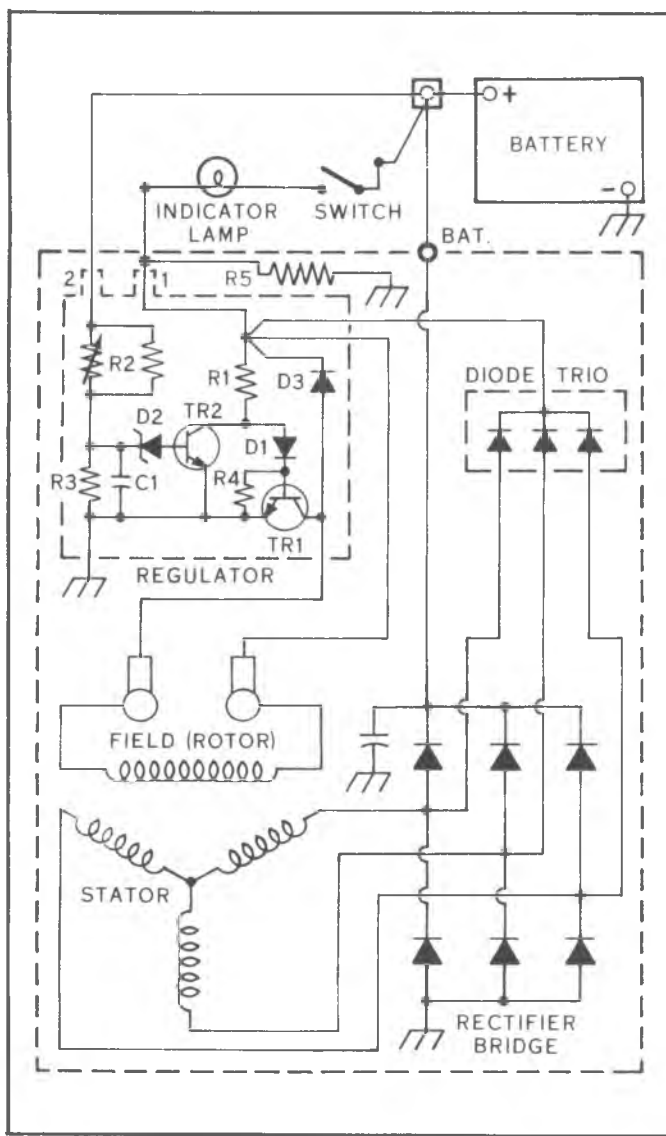 +
BATTERY
-
INDICATOR
LAMP
SWITCH
BAT.
2
1
R5
R2
R1
D3
DIODE TRIO
D2
TR2
D1
R3
C1
R4
TR1
REGULATOR
FIELD (ROTOR)
STATOR
RECTIFIER
BRIDGE